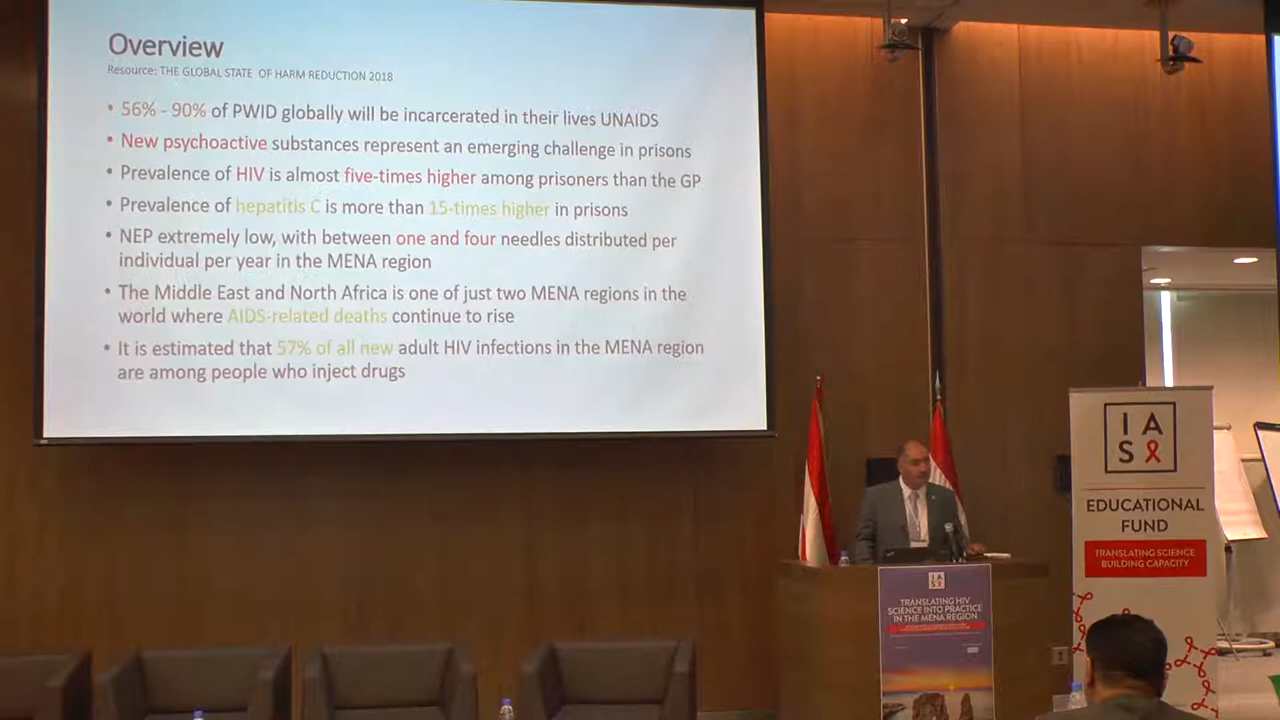 Overview
Resource: THE GLOBAL STATE OF HARM REDUCTION 2018
• 56% - 90% of PWID globally will be incarcerated in their lives UNAIDS
• New psychoactive substances represent an emerging challenge in prisons
• Prevalence of HIV is almost five-times higher among prisoners than the GP
• Prevalence of hepatitis C is more than 15-times higher in prisons
• NEP extremely low, with between one and four needles distributed per
individual per year in the MENA region
• The Middle East and North Africa is one of just two MENA regions in the
world where AIDS-related deaths continue to rise
• It is estimated that 57% of all new adult HIV infections in the MENA region
are among people who inject drugs
I A
S
EDUCATIONAL
FUND
TRANSLATING SCIENCE
BUILDING CAPACITY
I A
S
TRANSLATING HIV
SCIENCE INTO PRACTICE
IN THE MENA REGION